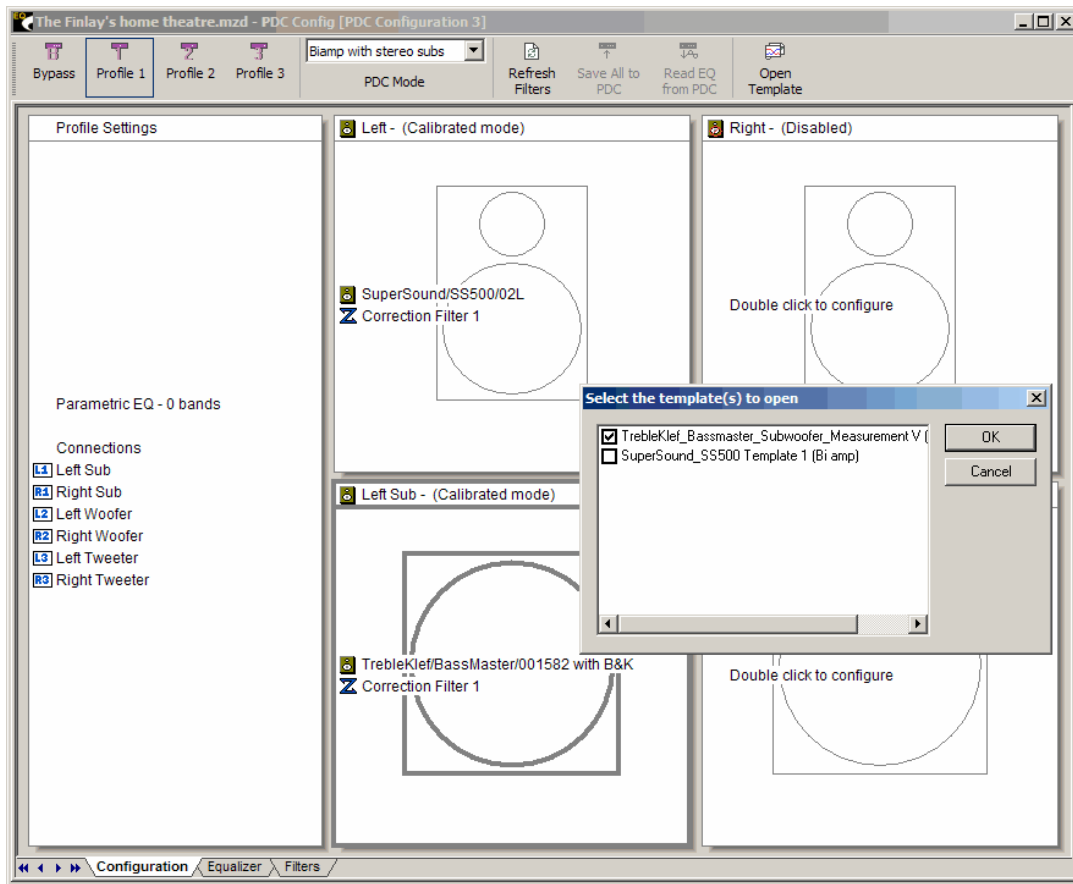 The Finlay's home theatre.mzd - PDC Config [PDC Configuration 3]
Bypass
Profile 1
Profile 2
Profile 3
Biamp with stereo subs
PDC Mode
Refresh
Filters
Save All to
PDC
Read EQ
from PDC
Open
Template
Profile Settings
Parametric EQ - 0 bands
Connections
L1 Left Sub
R1 Right Sub
L2 Left Woofer
R2 Right Woofer
L3 Left Tweeter
R3 Right Tweeter
Left - (Calibrated mode)
SuperSound/SS500/02L
Correction Filter 1
Right - (Disabled)
Double click to configure
Left Sub - (Calibrated mode)
TrebleKlef/BassMaster/001582 with B&K
Correction Filter 1
Double click to configure
Select the template(s) to open
TrebleKlef_Bassmaster_Subwoofer_Measurement V (
SuperSound_SS500 Template 1 (Bi amp)
OK
Cancel
Configuration
Equalizer
Filters